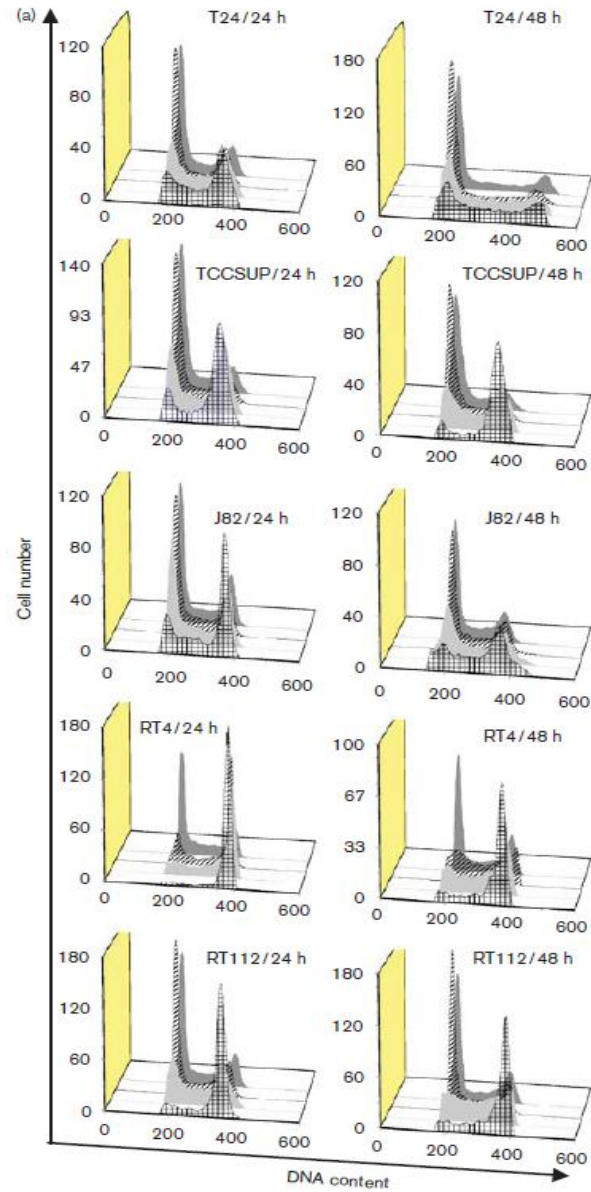 (a)
T24/24 h
120
80
40
0
0 200 400 600
T24/48 h
180
120
60
0
0 200 400 600
TCCSUP/24 h
140
93
47
0
0 200 400 600
TCCSUP/48 h
120
80
40
0
0 200 400 600
J82/24 h
120
80
40
0
0 200 400 600
J82/48 h
120
80
40
0
0 200 400 600
RT4/24 h
180
120
60
0
0 200 400 600
RT4/48 h
100
67
33
0
0 200 400 600
RT112/24 h
180
120
60
0
0 200 400 600
RT112/48 h
180
120
60
0
0 200 400 600
Cell number
DNA content